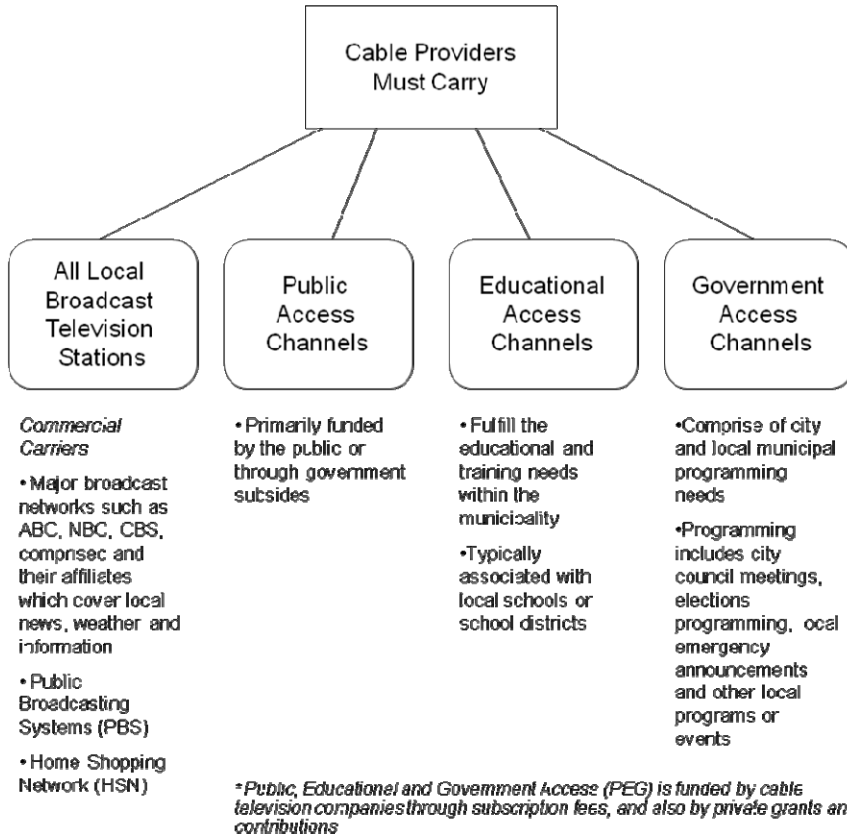 Cable Providers
Must Carry
All Local
Broadcast
Television
Stations
Public
Access
Channels
Educational
Access
Channels
Government
Access
Channels
Commercial
Carriers
• Major broadcast
networks such as
ABC, NBC, CBS,
comprisec and
their affiliates
which cover local
news, weather and
information
• Public
Broadcasting
Systems (PBS)
• Home Shopping
Network (HSN)
• Primarily funded
by the public or
through government
subsides
• Fulfill the
educational and
training needs
within the
municipality
• Typically
associated with
local schools or
school districts
•Comprise of city
and local municipal
programming
needs
•Programming
includes city
council meetings,
elections
programming, ocal
emergency
announcements
and other local
programs or
events
*Public, Educational and Government Access (PEG) is funded by cable
television companies through subscription fees, and also by private grants an
contributions